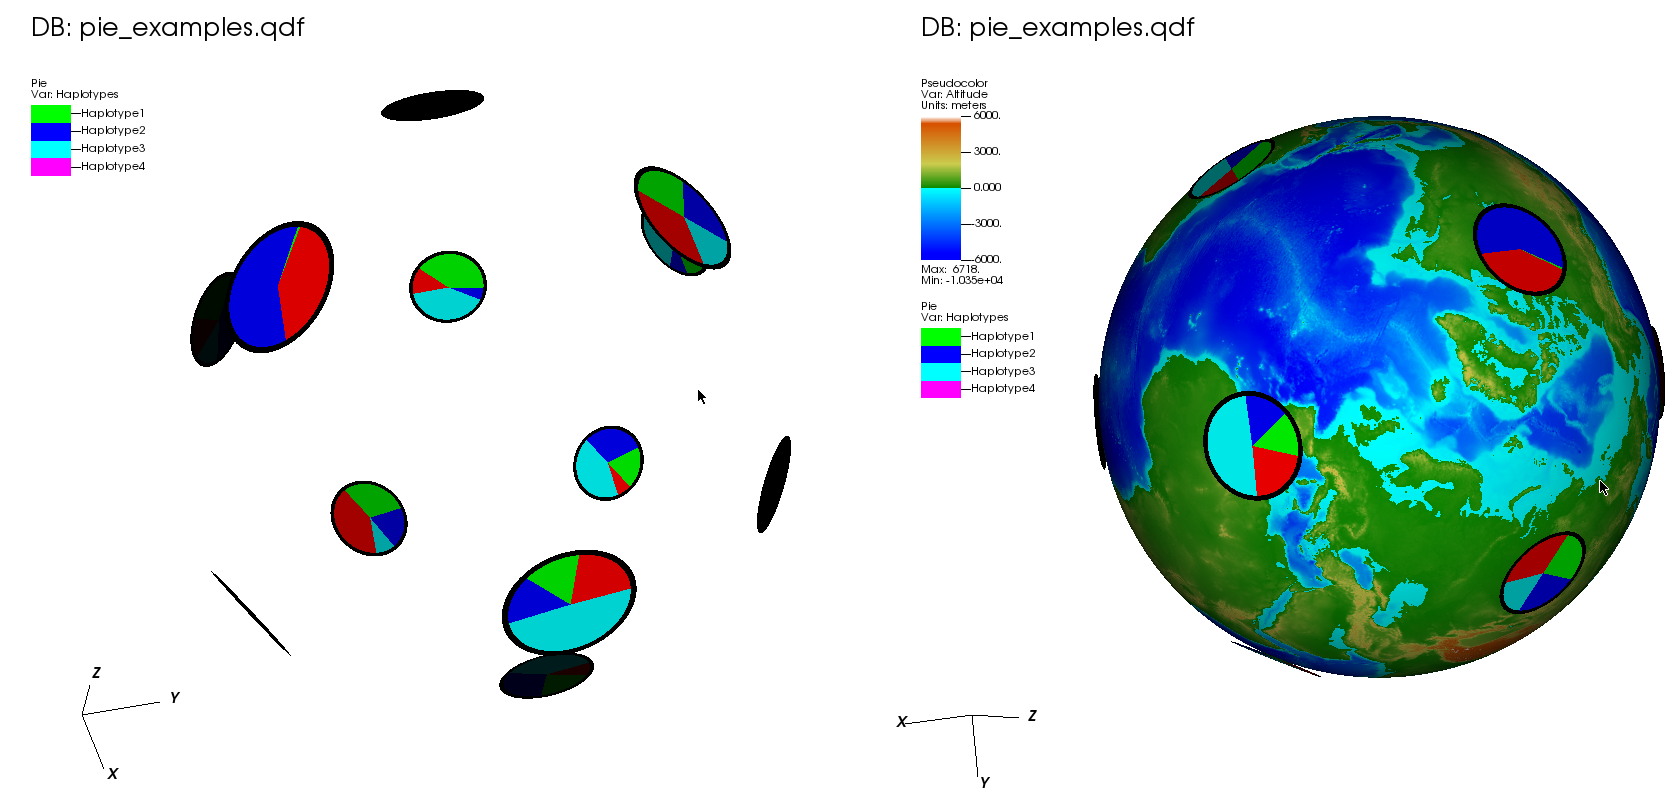 DB: pie_examples.qdf
Pie
Var: Haplotypes
Haplotype1
Haplotype2
Haplotype3
Haplotype4
Z
Y
X
DB: pie_examples.qdf
Pseudocolor
Var: Altitude
Units: meters
6000.
3000.
0.000
-3000.
-6000.
Max: 6718.
Min: -1.035e+04
Pie
Var: Haplotypes
Haplotype1
Haplotype2
Haplotype3
Haplotype4
X
Z
Y